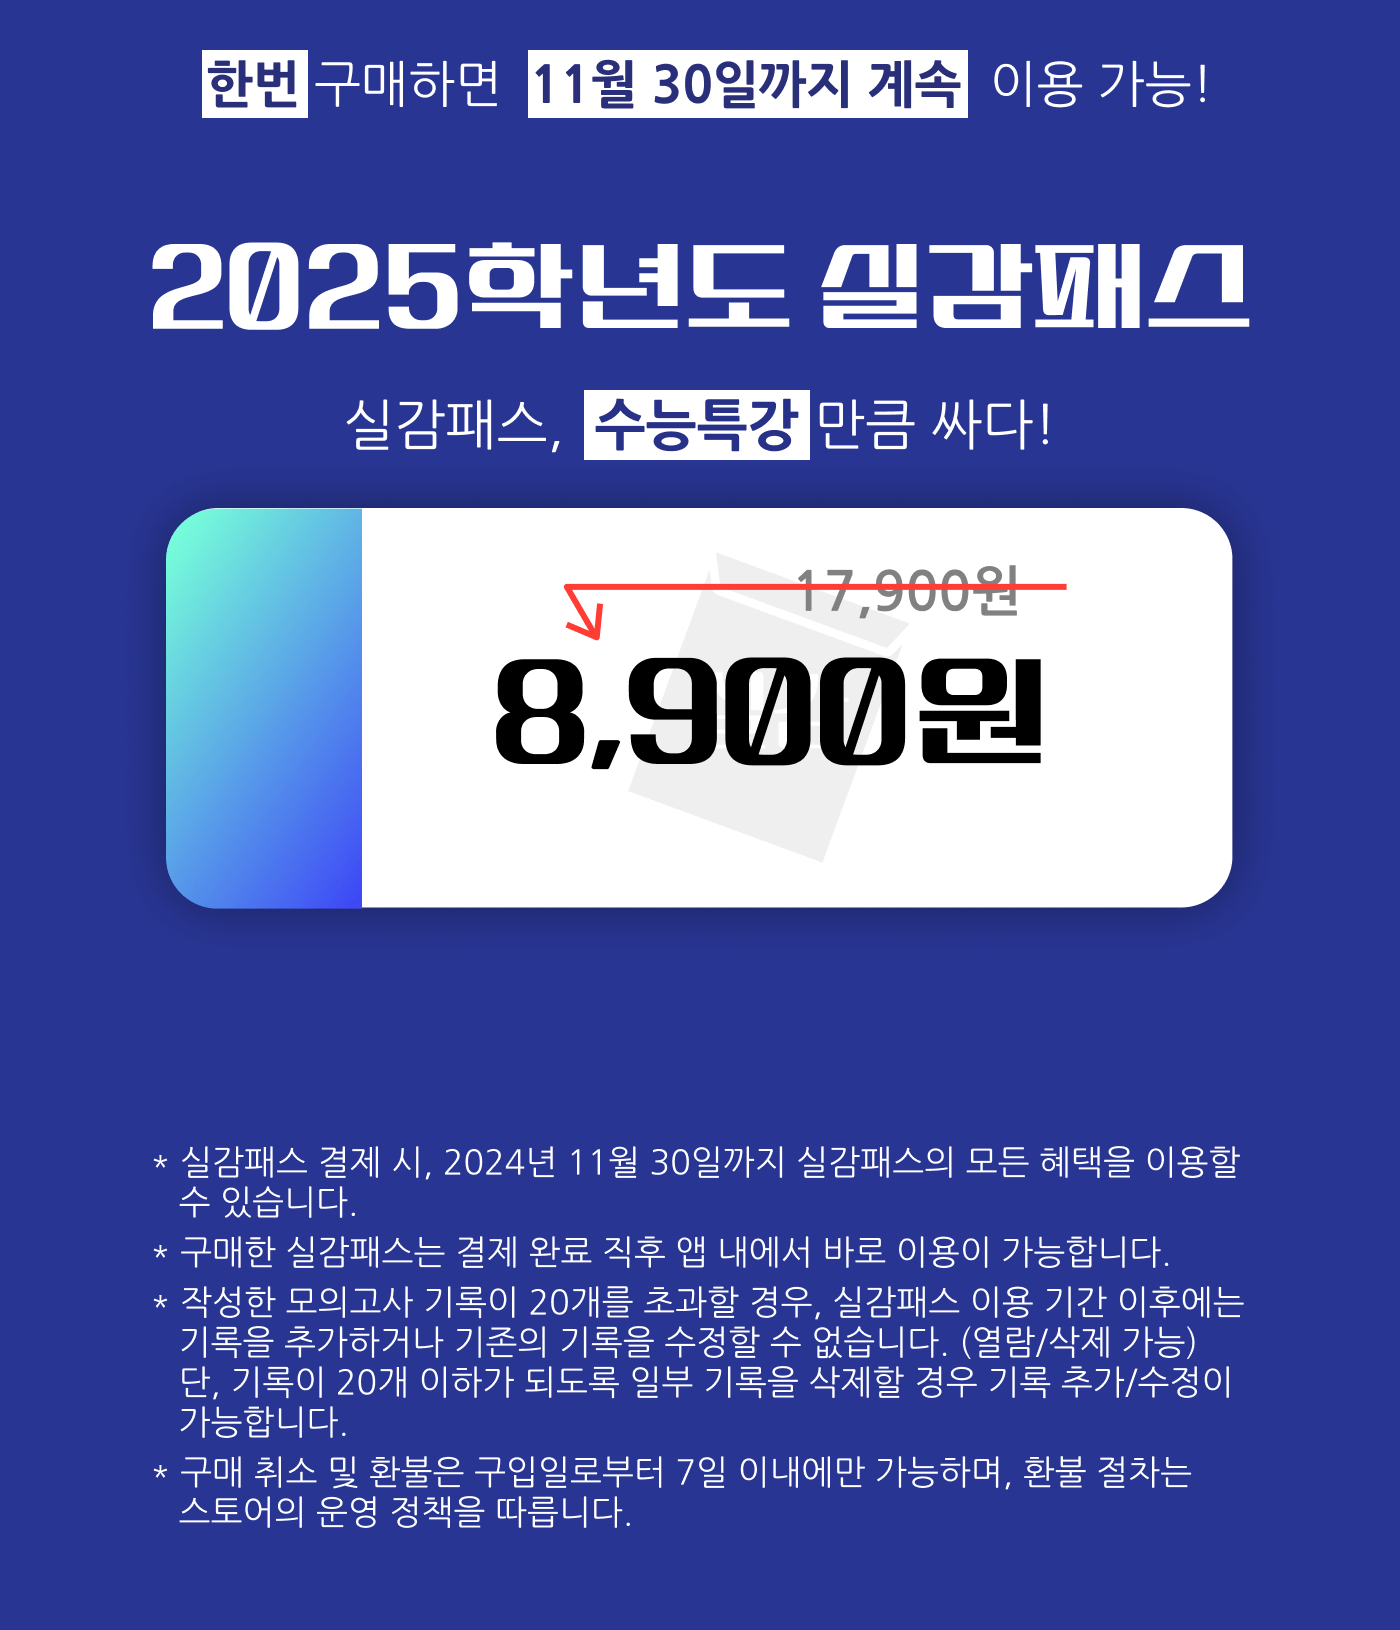 한번 구매하면 11월 30일까지 계속 이용 가능!
2025학년도 실감패스
실감패스, 수능특강 만큼 싸다!
17,900원
8,900원
* 실감패스 결제 시, 2024년 11월 30일까지 실감패스의 모든 혜택을 이용할
수 있습니다.
* 구매한 실감패스는 결제 완료 직후 앱 내에서 바로 이용이 가능합니다.
* 작성한 모의고사 기록이 20개를 초과할 경우, 실감패스 이용 기간 이후에는
기록을 추가하거나 기존의 기록을 수정할 수 없습니다. (열람/삭제 가능)
단, 기록이 20개 이하가 되도록 일부 기록을 삭제할 경우 기록 추가/수정이
가능합니다.
* 구매 취소 및 환불은 구입일로부터 7일 이내에만 가능하며, 환불 절차는
스토어의 운영 정책을 따릅니다.